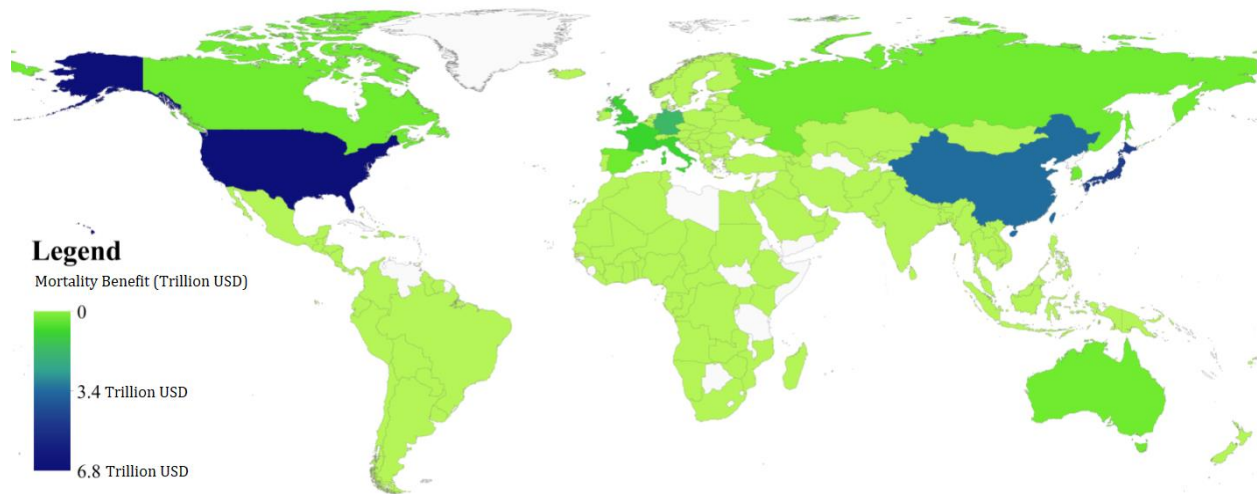 Legend
Mortality Benefit (Trillion USD)
0
3.4 Trillion USD
6.8 Trillion USD